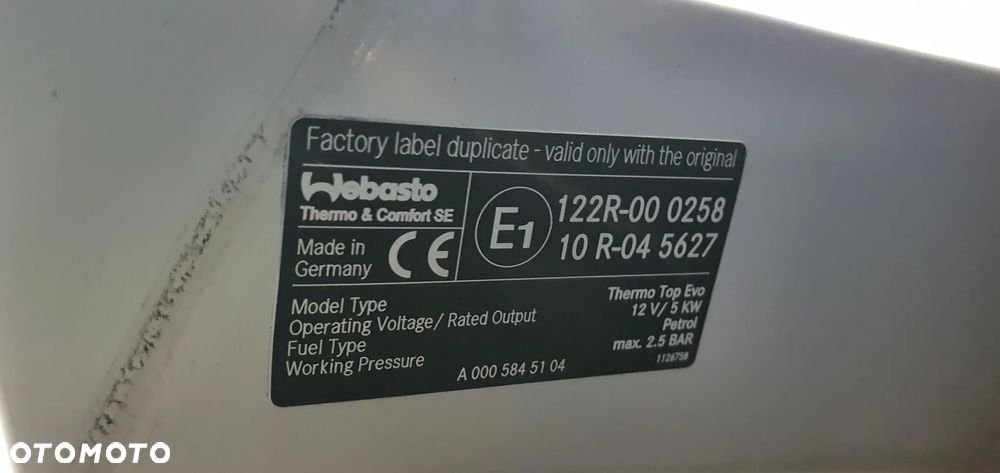 Factory label duplicate - valid only with the original
Webasto
Thermo & Comfort SE
Made in
Germany
CE
E1
122R-00 0258
10 R-04 5627
Model Type Thermo Top Evo
Operating Voltage/ Rated Output 12 V/ 5 KW
Fuel Type Petrol
Working Pressure max. 2.5 BAR
A 000 584 51 04
1126758
OTOMOTO